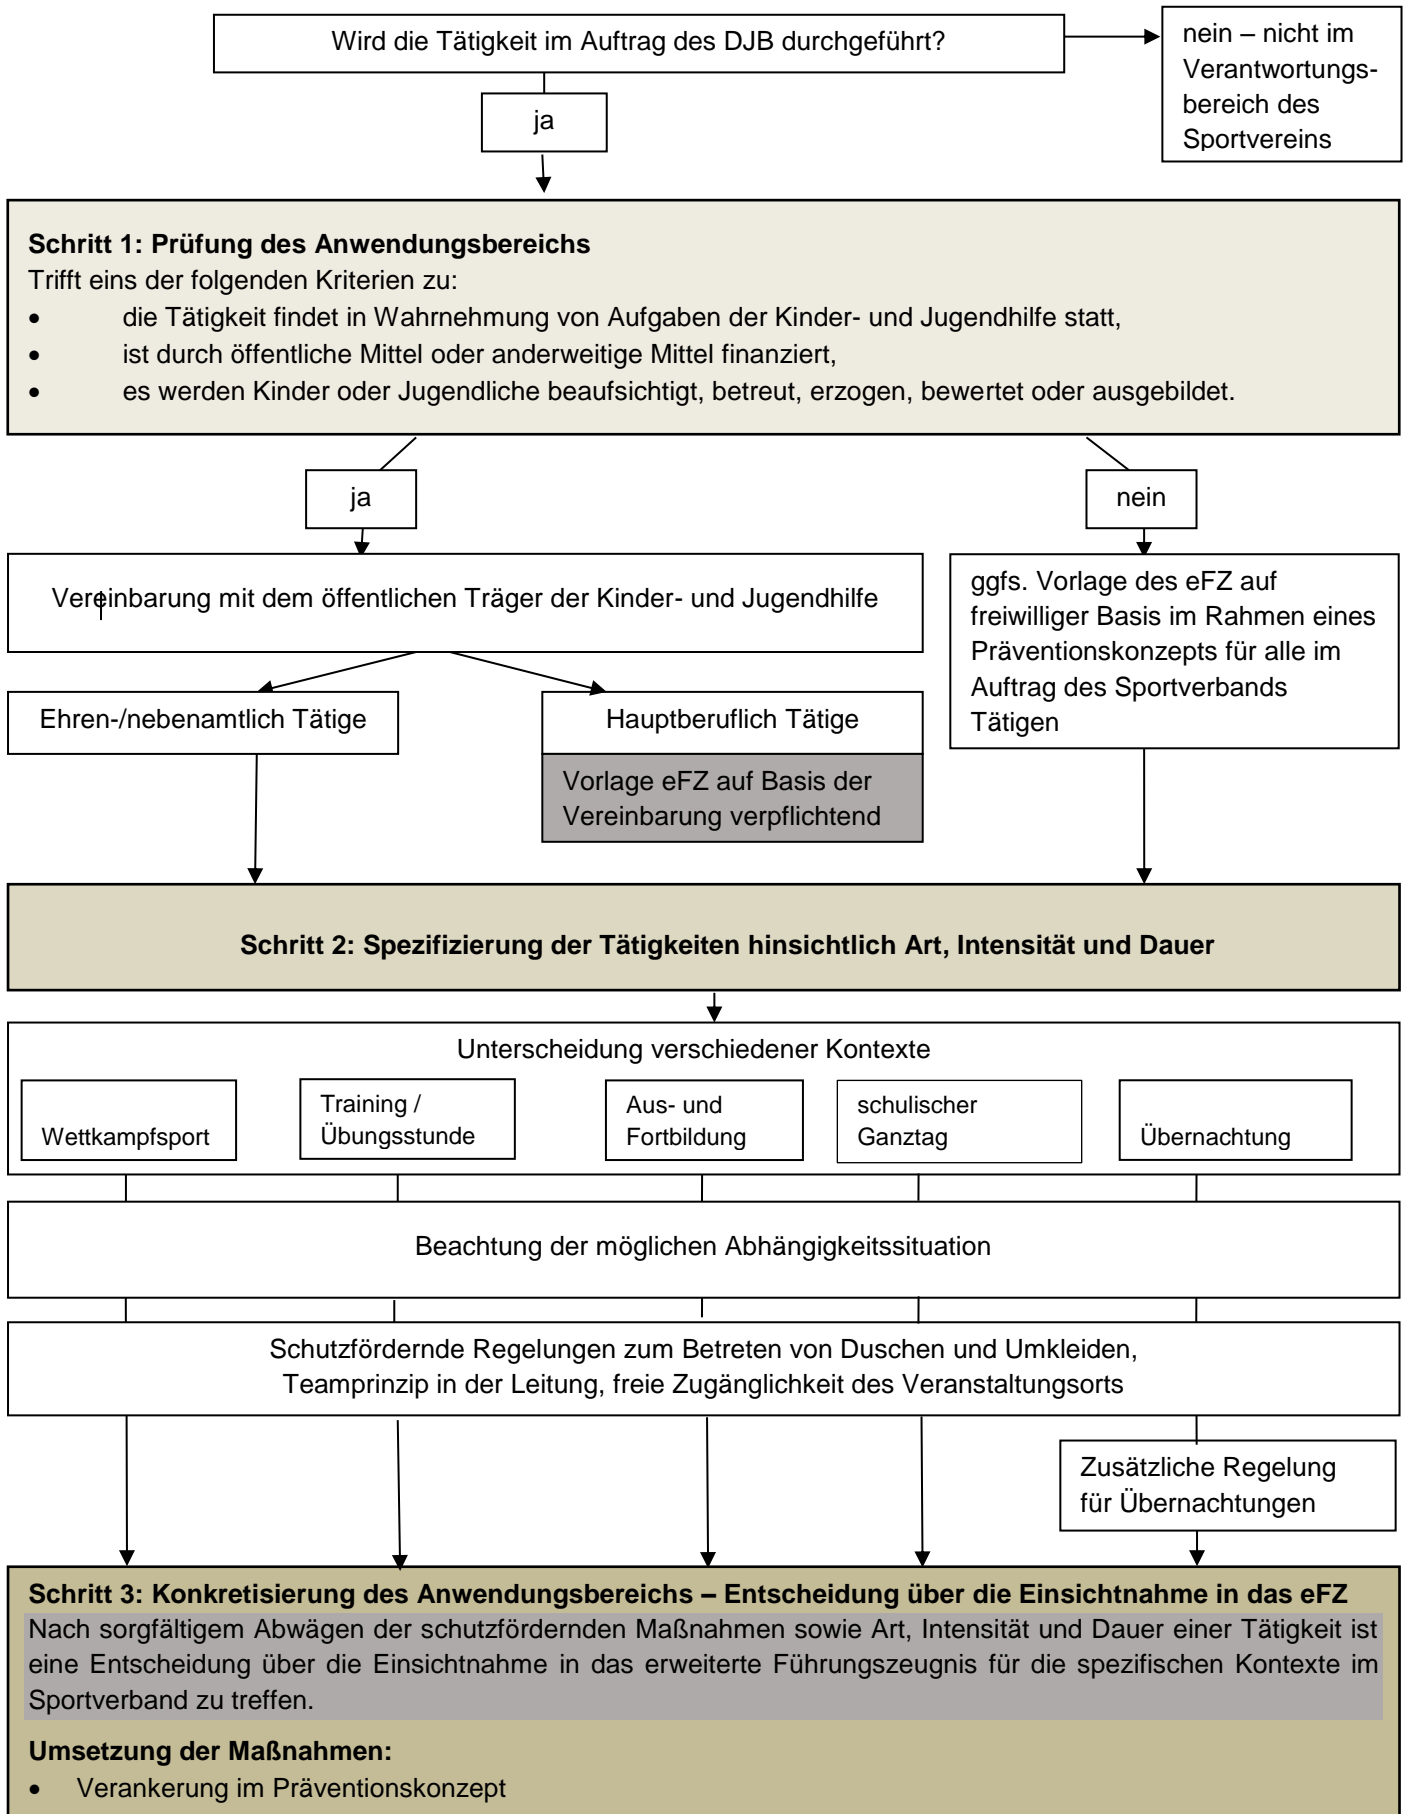 Wird die Tätigkeit im Auftrag des DJB durchgeführt?
nein – nicht im
Verantwortungs-
bereich des
Sportvereins
ja
Schritt 1: Prüfung des Anwendungsbereichs
Trifft eins der folgenden Kriterien zu:
• die Tätigkeit findet in Wahrnehmung von Aufgaben der Kinder- und Jugendhilfe statt,
• ist durch öffentliche Mittel oder anderweitige Mittel finanziert,
• es werden Kinder oder Jugendliche beaufsichtigt, betreut, erzogen, bewertet oder ausgebildet.
ja
nein
Vereinbarung mit dem öffentlichen Träger der Kinder- und Jugendhilfe
ggfs. Vorlage des eFZ auf
freiwilliger Basis im Rahmen eines
Präventionskonzepts für alle im
Auftrag des Sportverbands
Tätigen
Ehren-/nebenamtlich Tätige
Hauptberuflich Tätige
Vorlage eFZ auf Basis der
Vereinbarung verpflichtend
Schritt 2: Spezifizierung der Tätigkeiten hinsichtlich Art, Intensität und Dauer
Unterscheidung verschiedener Kontexte
Wettkampfsport
Training /
Übungsstunde
Aus- und
Fortbildung
schulischer
Ganztag
Übernachtung
Beachtung der möglichen Abhängigkeitssituation
Schutzfördernde Regelungen zum Betreten von Duschen und Umkleiden,
Teamprinzip in der Leitung, freie Zugänglichkeit des Veranstaltungsorts
Zusätzliche Regelung
für Übernachtungen
Schritt 3: Konkretisierung des Anwendungsbereichs – Entscheidung über die Einsichtnahme in das eFZ
Nach sorgfältigem Abwägen der schutzfördernden Maßnahmen sowie Art, Intensität und Dauer einer Tätigkeit ist
eine Entscheidung über die Einsichtnahme in das erweiterte Führungszeugnis für die spezifischen Kontexte im
Sportverband zu treffen.
Umsetzung der Maßnahmen:
• Verankerung im Präventionskonzept